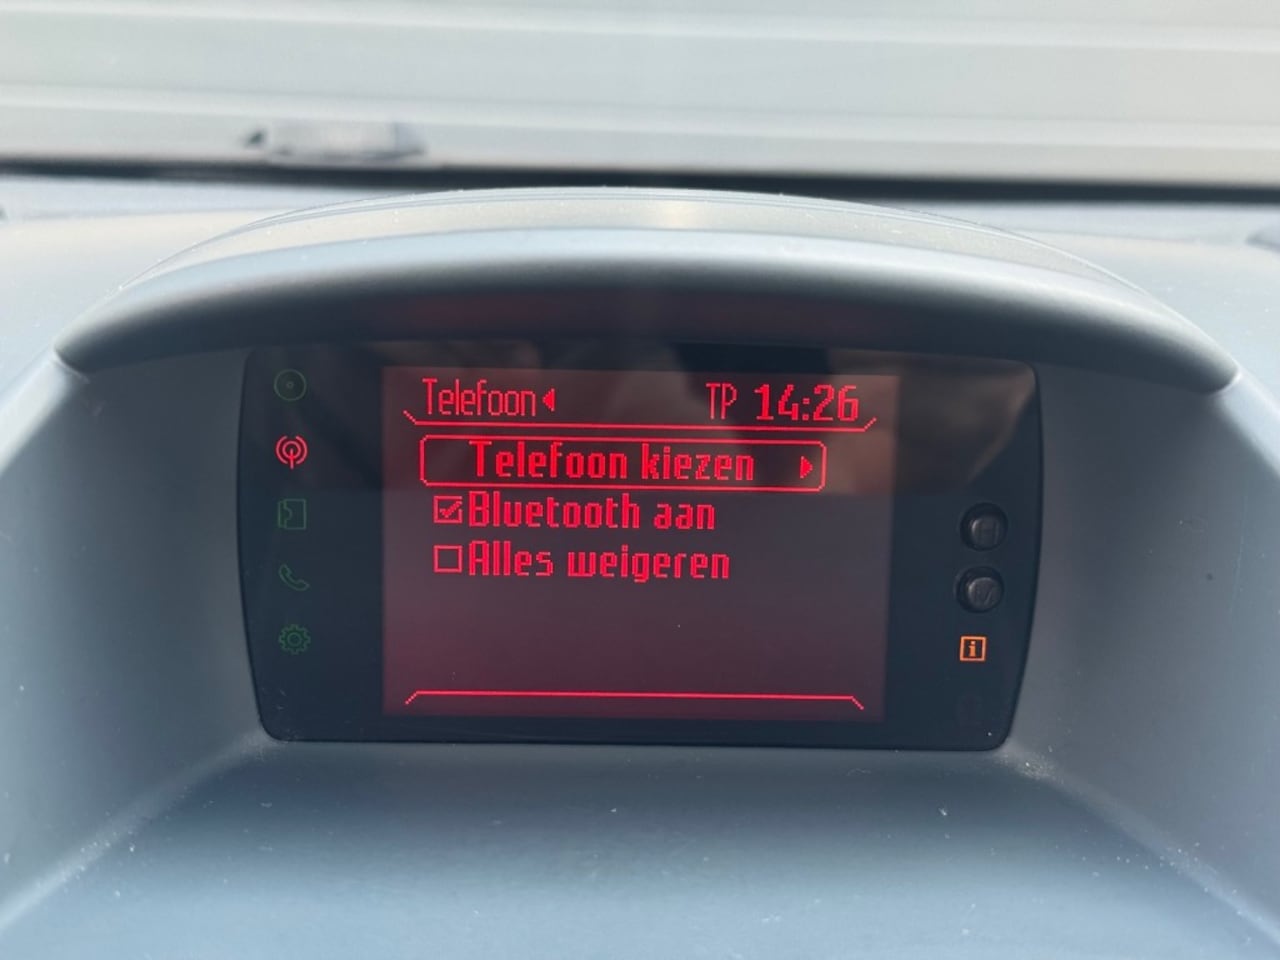 Telefoon TP 14:26
Telefoon kiezen
Bluetooth aan
Alles weigeren
H
M
i